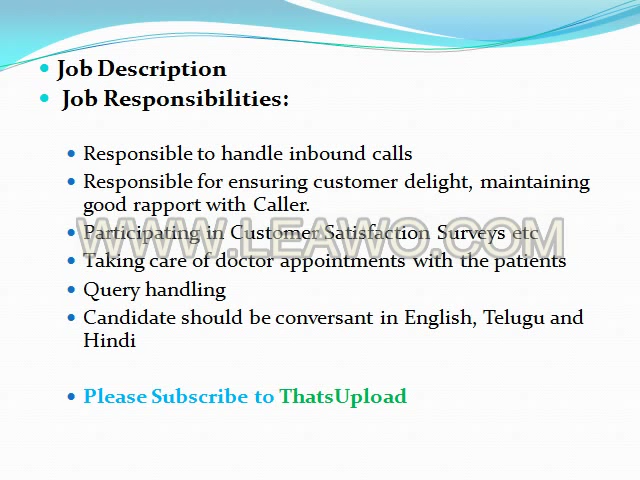 Job Description
Job Responsibilities:
Responsible to handle inbound calls
Responsible for ensuring customer delight, maintaining
good rapport with Caller.
Participating in Customer Satisfaction Surveys etc
WWW.LEAWO.COM
Taking care of doctor appointments with the patients
Query handling
Candidate should be conversant in English, Telugu and
Hindi
Please Subscribe to ThatsUpload